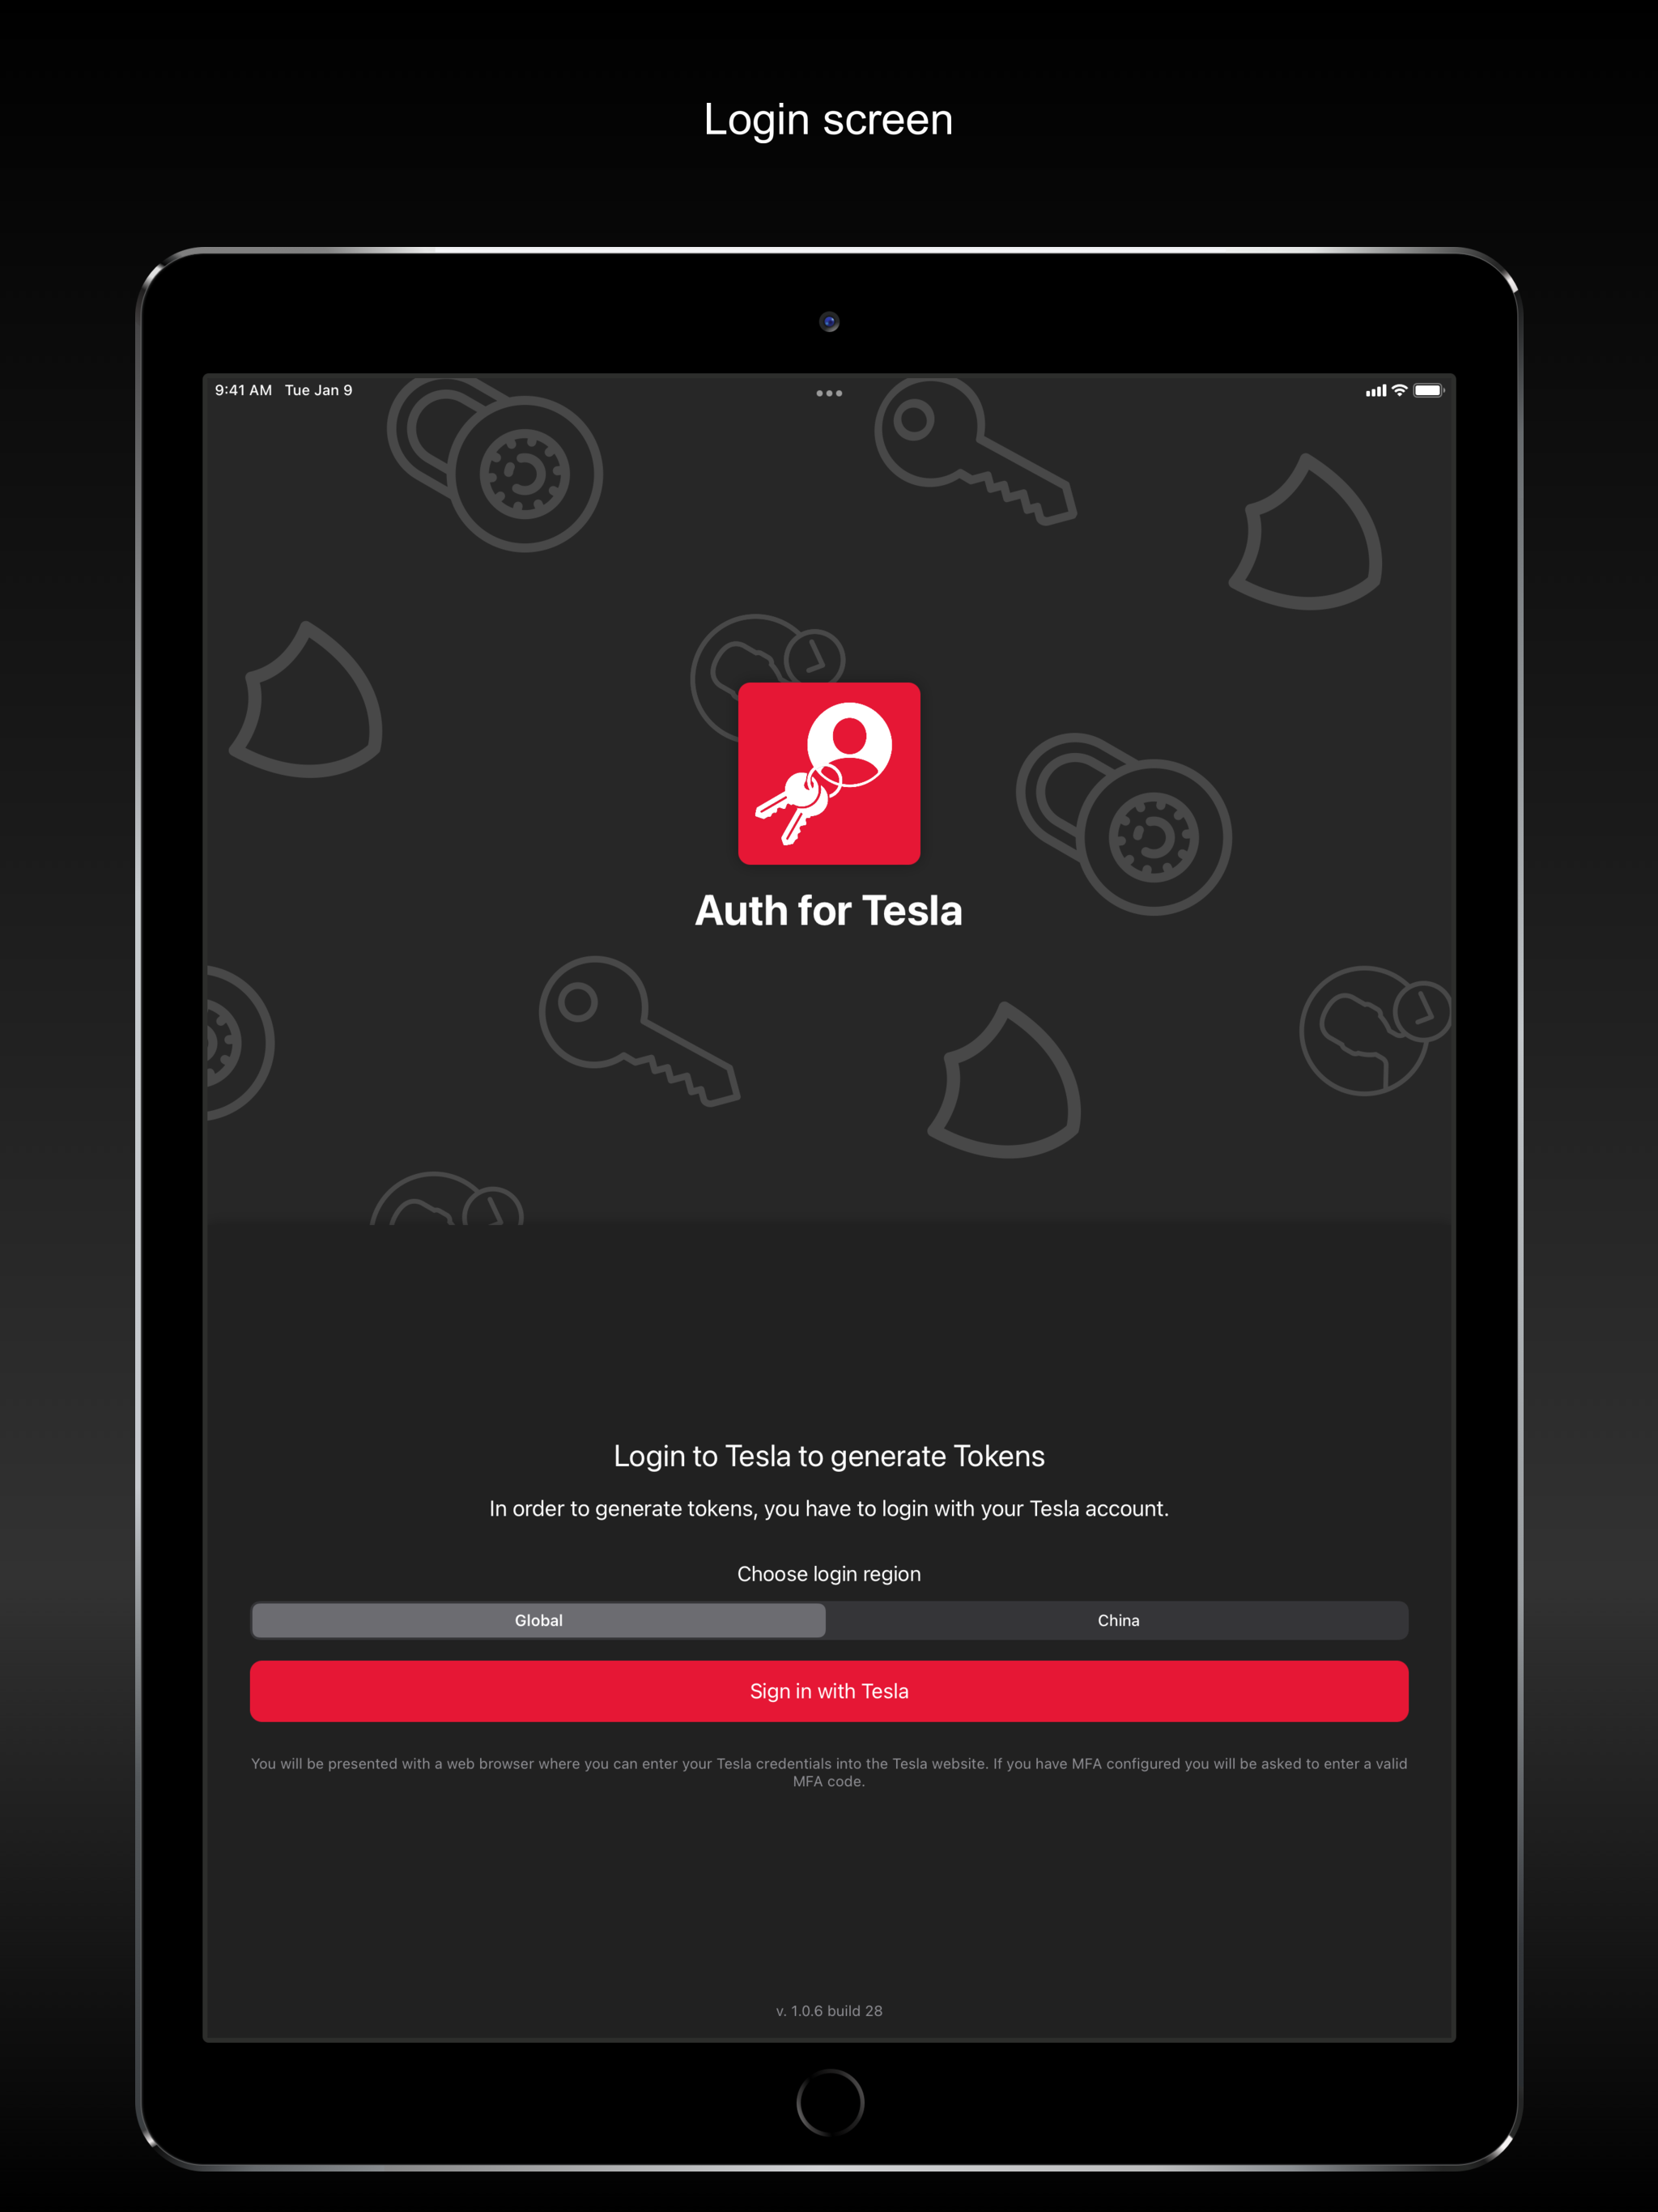 Login screen
9:41 AM Tue Jan 9
Auth for Tesla
Login to Tesla to generate Tokens
In order to generate tokens, you have to login with your Tesla account.
Choose login region
Global China
Sign in with Tesla
You will be presented with a web browser where you can enter your Tesla credentials into the Tesla website. If you have MFA configured you will be asked to enter a valid
MFA code.
v. 1.0.6 build 28